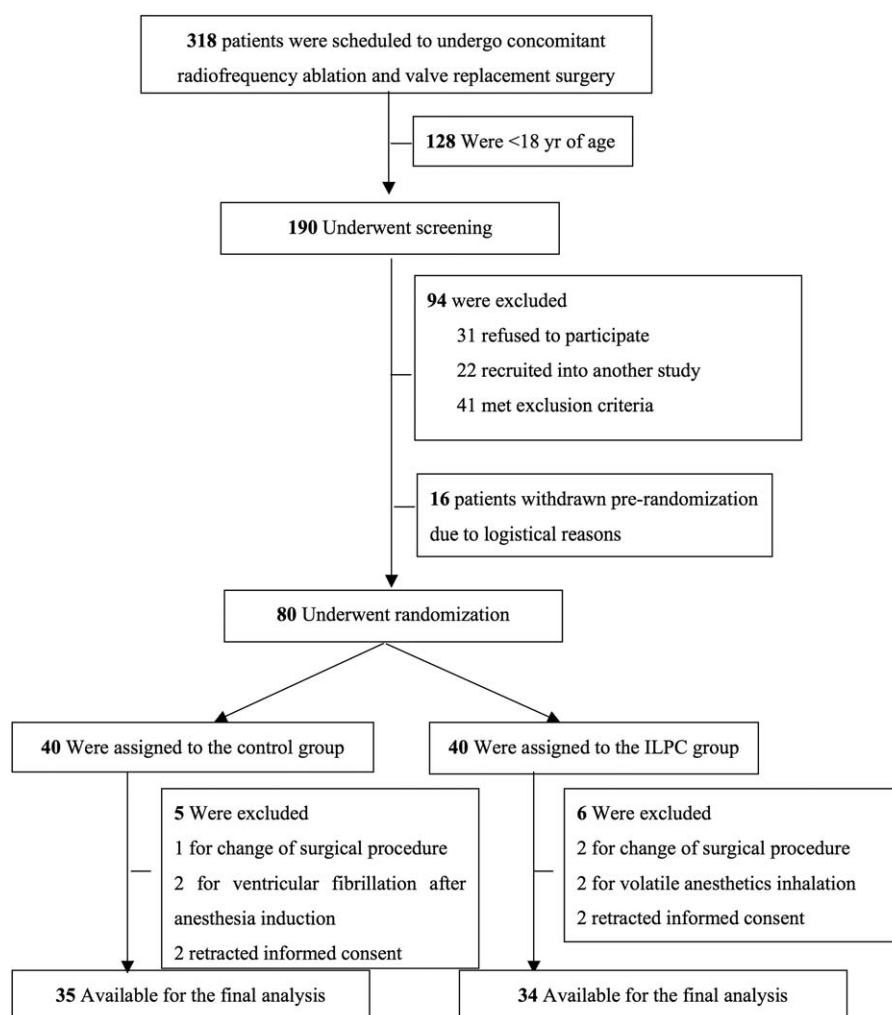 318 patients were scheduled to undergo concomitant
radiofrequency ablation and valve replacement surgery
128 Were <18 yr of age
190 Underwent screening
94 were excluded
31 refused to participate
22 recruited into another study
41 met exclusion criteria
16 patients withdrawn pre-randomization
due to logistical reasons
80 Underwent randomization
40 Were assigned to the control group
40 Were assigned to the ILPC group
5 Were excluded
1 for change of surgical procedure
2 for ventricular fibrillation after
anesthesia induction
2 retracted informed consent
6 Were excluded
2 for change of surgical procedure
2 for volatile anesthetics inhalation
2 retracted informed consent
35 Available for the final analysis
34 Available for the final analysis